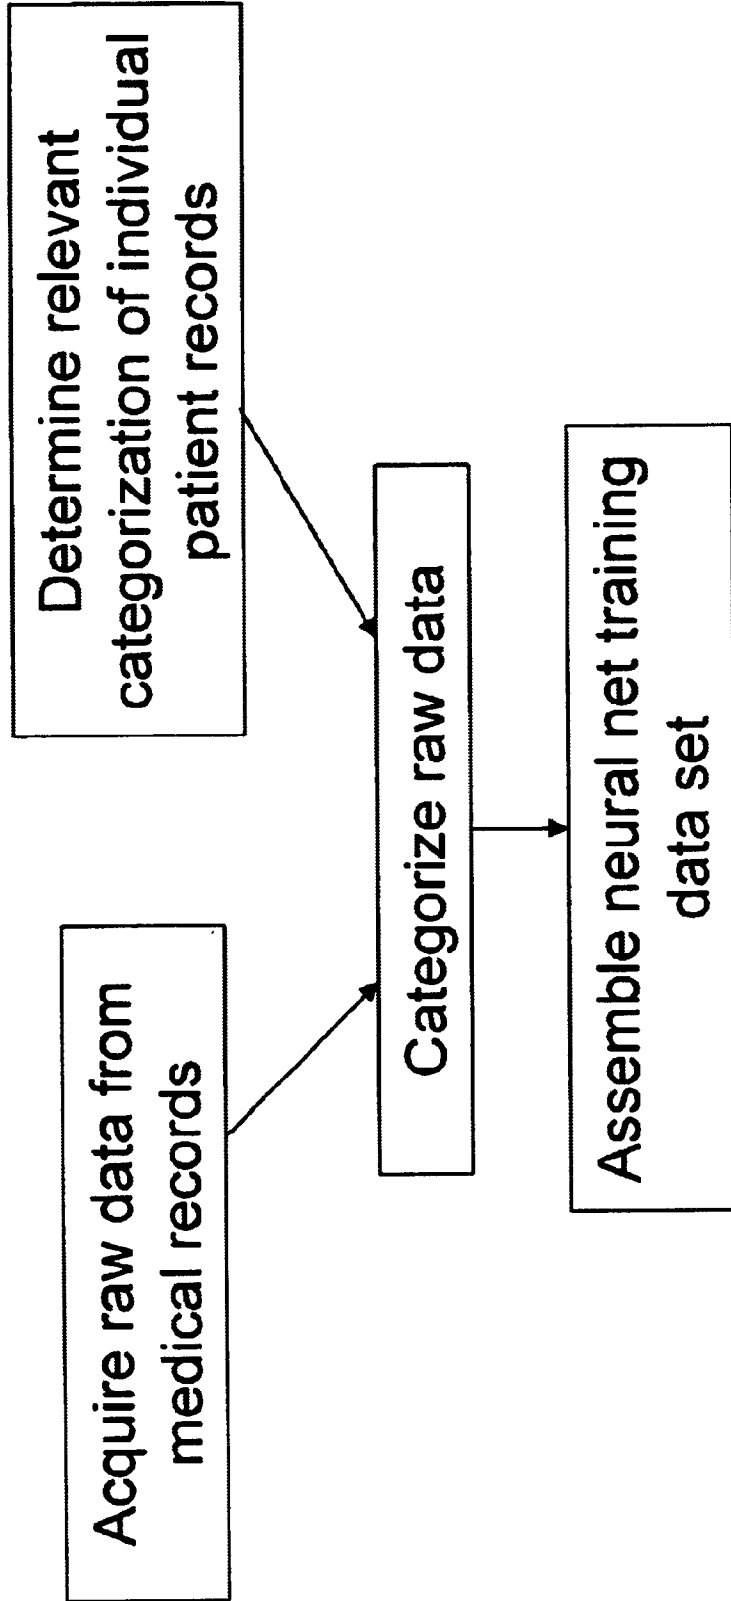 Acquire raw data from
medical records
Determine relevant
categorization of individual
patient records
Categorize raw data
Assemble neural net training
data set